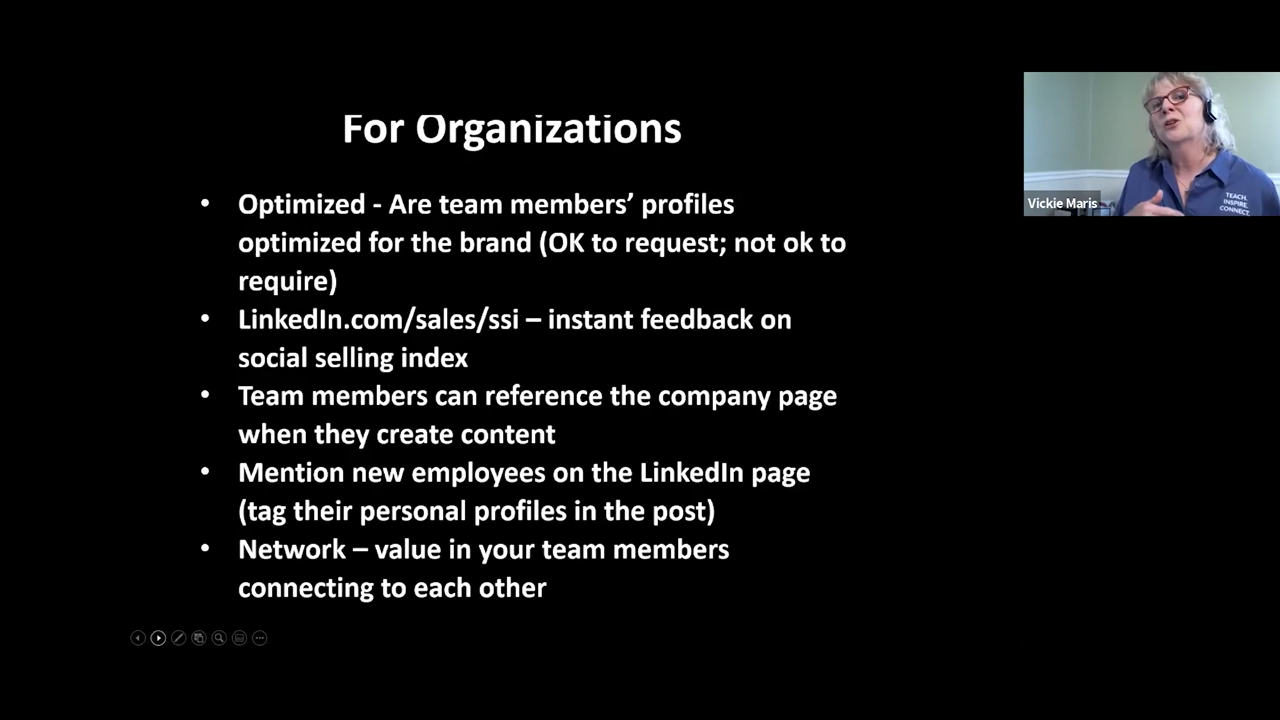 For Organizations
• Optimized - Are team members’ profiles
optimized for the brand (OK to request; not ok to
require)
• LinkedIn.com/sales/ssi – instant feedback on
social selling index
• Team members can reference the company page
when they create content
• Mention new employees on the LinkedIn page
(tag their personal profiles in the post)
• Network – value in your team members
connecting to each other
Vickie Maris
TEACH.
INSPIRE.
CONNECT.